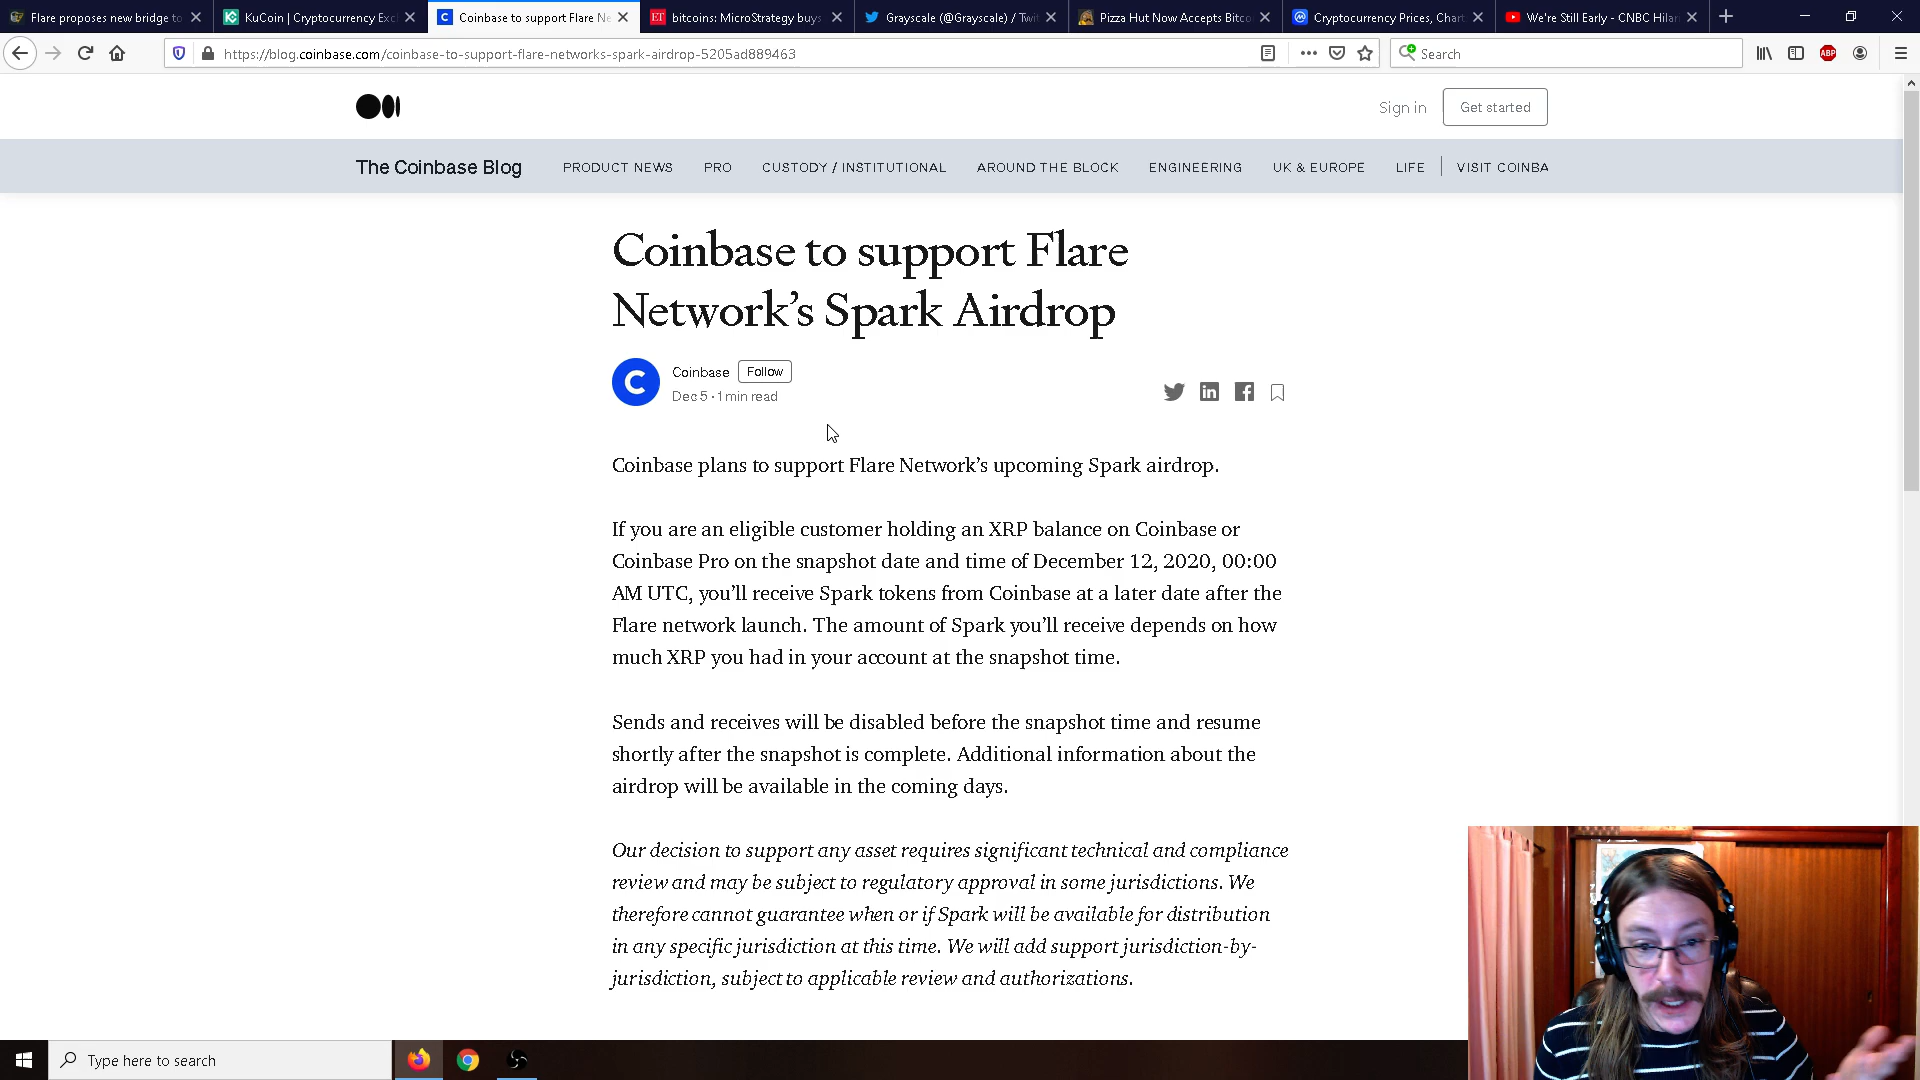 Flare proposes new bridge to
KuCoin | Cryptocurrency Exc
Coinbase to support Flare Ne
bitcoins: MicroStrategy buys
Grayscale (@Grayscale) / Twi
Pizza Hut Now Accepts Bitco
Cryptocurrency Prices, Chart
We're Still Early - CNBC Hilar
https://blog.coinbase.com/coinbase-to-support-flare-networks-spark-airdrop-5205ad889463
Search
ABP
Sign in
Get started
The Coinbase Blog
PRODUCT NEWS
PRO
CUSTODY / INSTITUTIONAL
AROUND THE BLOCK
ENGINEERING
UK & EUROPE
LIFE
VISIT COINBA
Coinbase to support Flare
Network’s Spark Airdrop
Coinbase Follow
Dec 5 · 1 min read
Coinbase plans to support Flare Network’s upcoming Spark airdrop.
If you are an eligible customer holding an XRP balance on Coinbase or
Coinbase Pro on the snapshot date and time of December 12, 2020, 00:00
AM UTC, you’ll receive Spark tokens from Coinbase at a later date after the
Flare network launch. The amount of Spark you’ll receive depends on how
much XRP you had in your account at the snapshot time.
Sends and receives will be disabled before the snapshot time and resume
shortly after the snapshot is complete. Additional information about the
airdrop will be available in the coming days.
Our decision to support any asset requires significant technical and compliance
review and may be subject to regulatory approval in some jurisdictions. We
therefore cannot guarantee when or if Spark will be available for distribution
in any specific jurisdiction at this time. We will add support jurisdiction-by-
jurisdiction, subject to applicable review and authorizations.
Type here to search